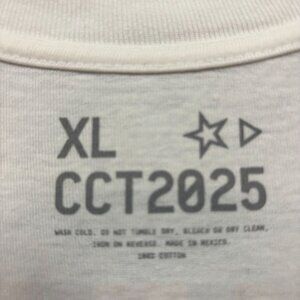 XL
CCT2025
WASH COLD. DO NOT TUMBLE DRY, BLEACH OR DRY CLEAN.
IRON ON REVERSE. MADE IN MEXICO.
100% COTTON